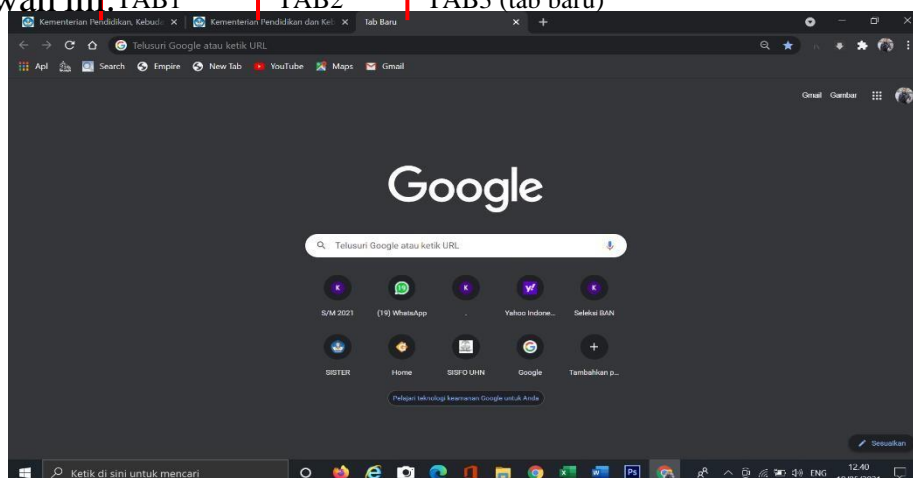 wah ini. TAB1 TAB2 TAB3 (tab baru)
Kementerian Pendidikan, Kebud Kementerian Pendidikan dan Keb Tab Baru
Telusuri Google atau ketik URL
Apl Search Empire New Tab YouTube Maps Gmail
Gmail Gambar
Google
Telusuri Google atau ketik URL
S/M 2021 (19) WhatsApp . Yahoo Indone... Seleksi BAN
SISTER Home SISFO UHN Google Tambahkan p...
Pelajari teknologi keamanan Google untuk Anda
Sesuaikan
Ketik di sini untuk mencari
ENG 12.40